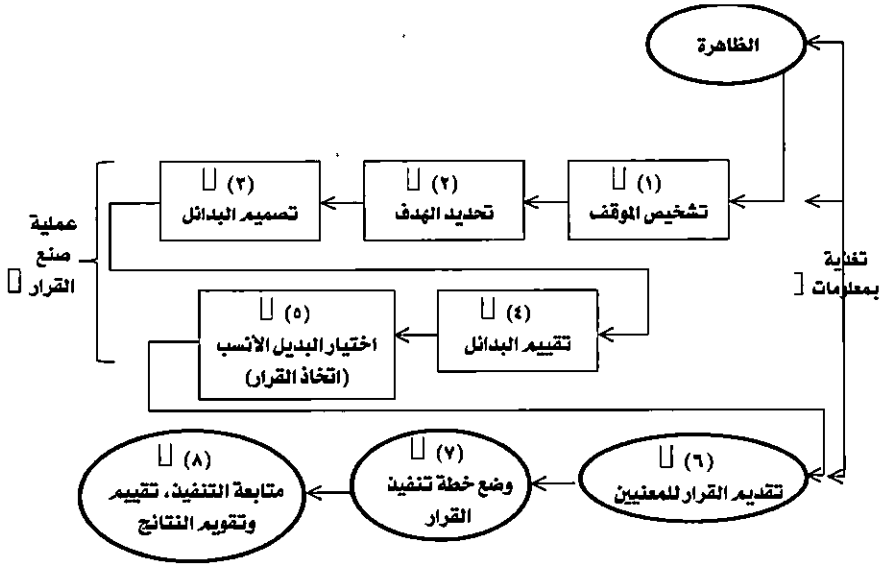 الظاهرة
(١)
تشخيص الموقف
(٢)
تحديد الهدف
(٣)
تصميم البدائل
عملية
صنع
القرار
تغذية
بمعلومات
(٤)
تقييم البدائل
(٥)
اختيار البديل الأنسب
(اتخاذ القرار)
(٦)
تقديم القرار للمعنيين
(٧)
وضع خطة تنفيذ
القرار
(٨)
متابعة التنفيذ، تقييم
وتقويم النتائج